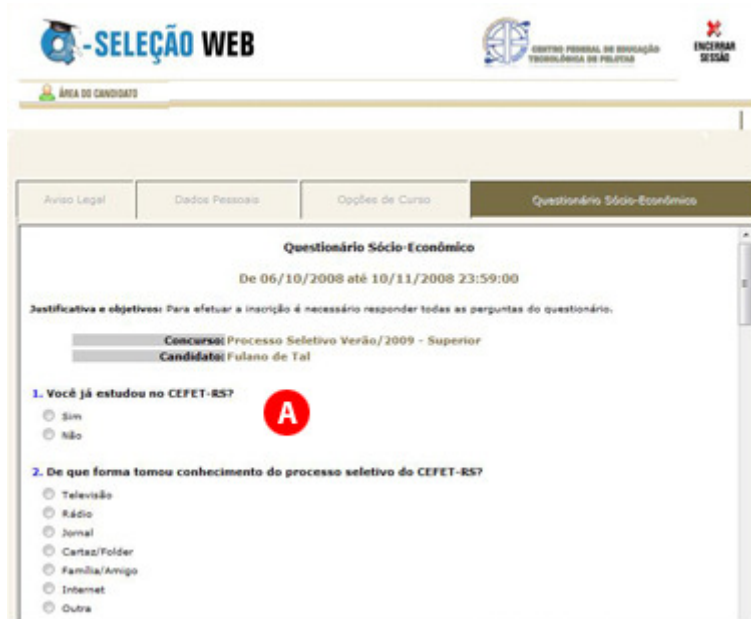 -SELEÇÃO WEB
CENTRO FEDERAL DE EDUCAÇÃO
TECNOLÓGICA DE PELOTAS
ENCERRAR
SESSÃO
ÁREA DO CANDIDATO
Aviso Legal
Dados Pessoais
Opções de Curso
Questionário Sócio-Econômico
Questionário Sócio-Econômico
De 06/10/2008 até 10/11/2008 23:59:00
Justificativa e objetivos: Para efetuar a inscrição é necessário responder todas as perguntas do questionário.
Concurso: Processo Seletivo Verão/2009 - Superior
Candidato: Fulano de Tal
1. Você já estudou no CEFET-RS?
A
Sim
Não
2. De que forma tomou conhecimento do processo seletivo do CEFET-RS?
Televisão
Rádio
Jornal
Cartaz/Folder
Família/Amigo
Internet
Outra